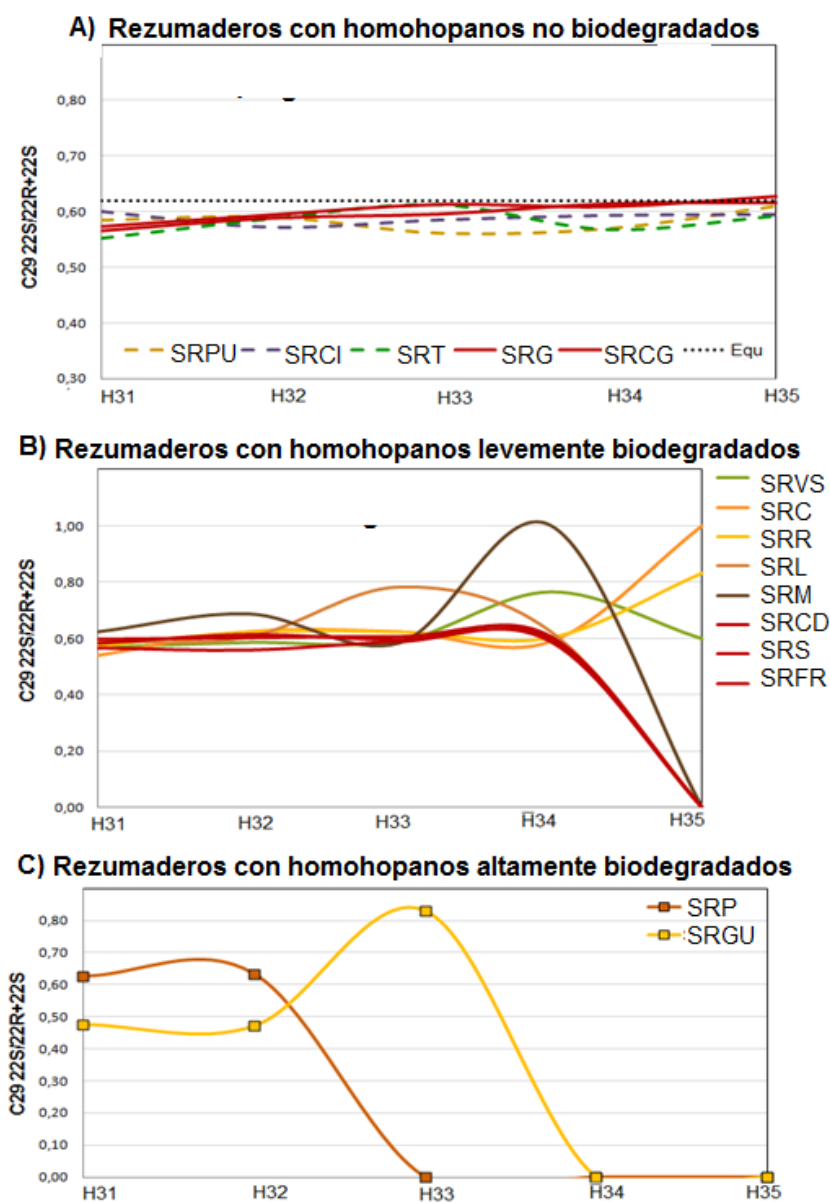 A) Rezumaderos con homohopanos no biodegradados
0,80
0,70
0,60
0,50
0,40
0,30
C29 22S/22R+22S
SRPU SRCI SRT SRG SRCG Equ
H31 H32 H33 H34 H35
B) Rezumaderos con homohopanos levemente biodegradados
1,00
0,80
0,60
0,40
0,20
0,00
C29 22S/22R+22S
SRVS
SRC
SRR
SRL
SRM
SRCD
SRS
SRFR
H31 H32 H33 H34 H35
C) Rezumaderos con homohopanos altamente biodegradados
0,80
0,70
0,60
0,50
0,40
0,30
0,20
0,10
0,00
C29 22S/22R+22S
SRP
SRGU
H31 H32 H33 H34 H35